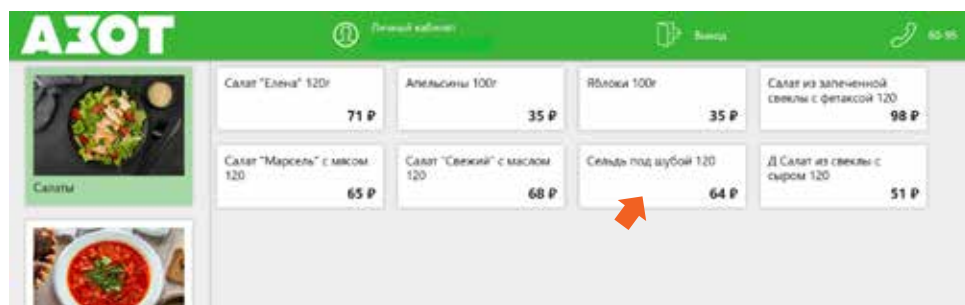 АЗОТ
Личный кабинет
Выход
60-95
Салат "Елена" 120г
71 ₽
Апельсины 100г
35 ₽
Яблоки 100г
35 ₽
Салат из запеченной
свеклы с фетаксой 120
98 ₽
Салат "Марсель" с мясом
120
65 ₽
Салат "Свежий" с маслом
120
68 ₽
Сельдь под шубой 120
64 ₽
Д Салат из свеклы с
сыром 120
51 ₽
Салаты